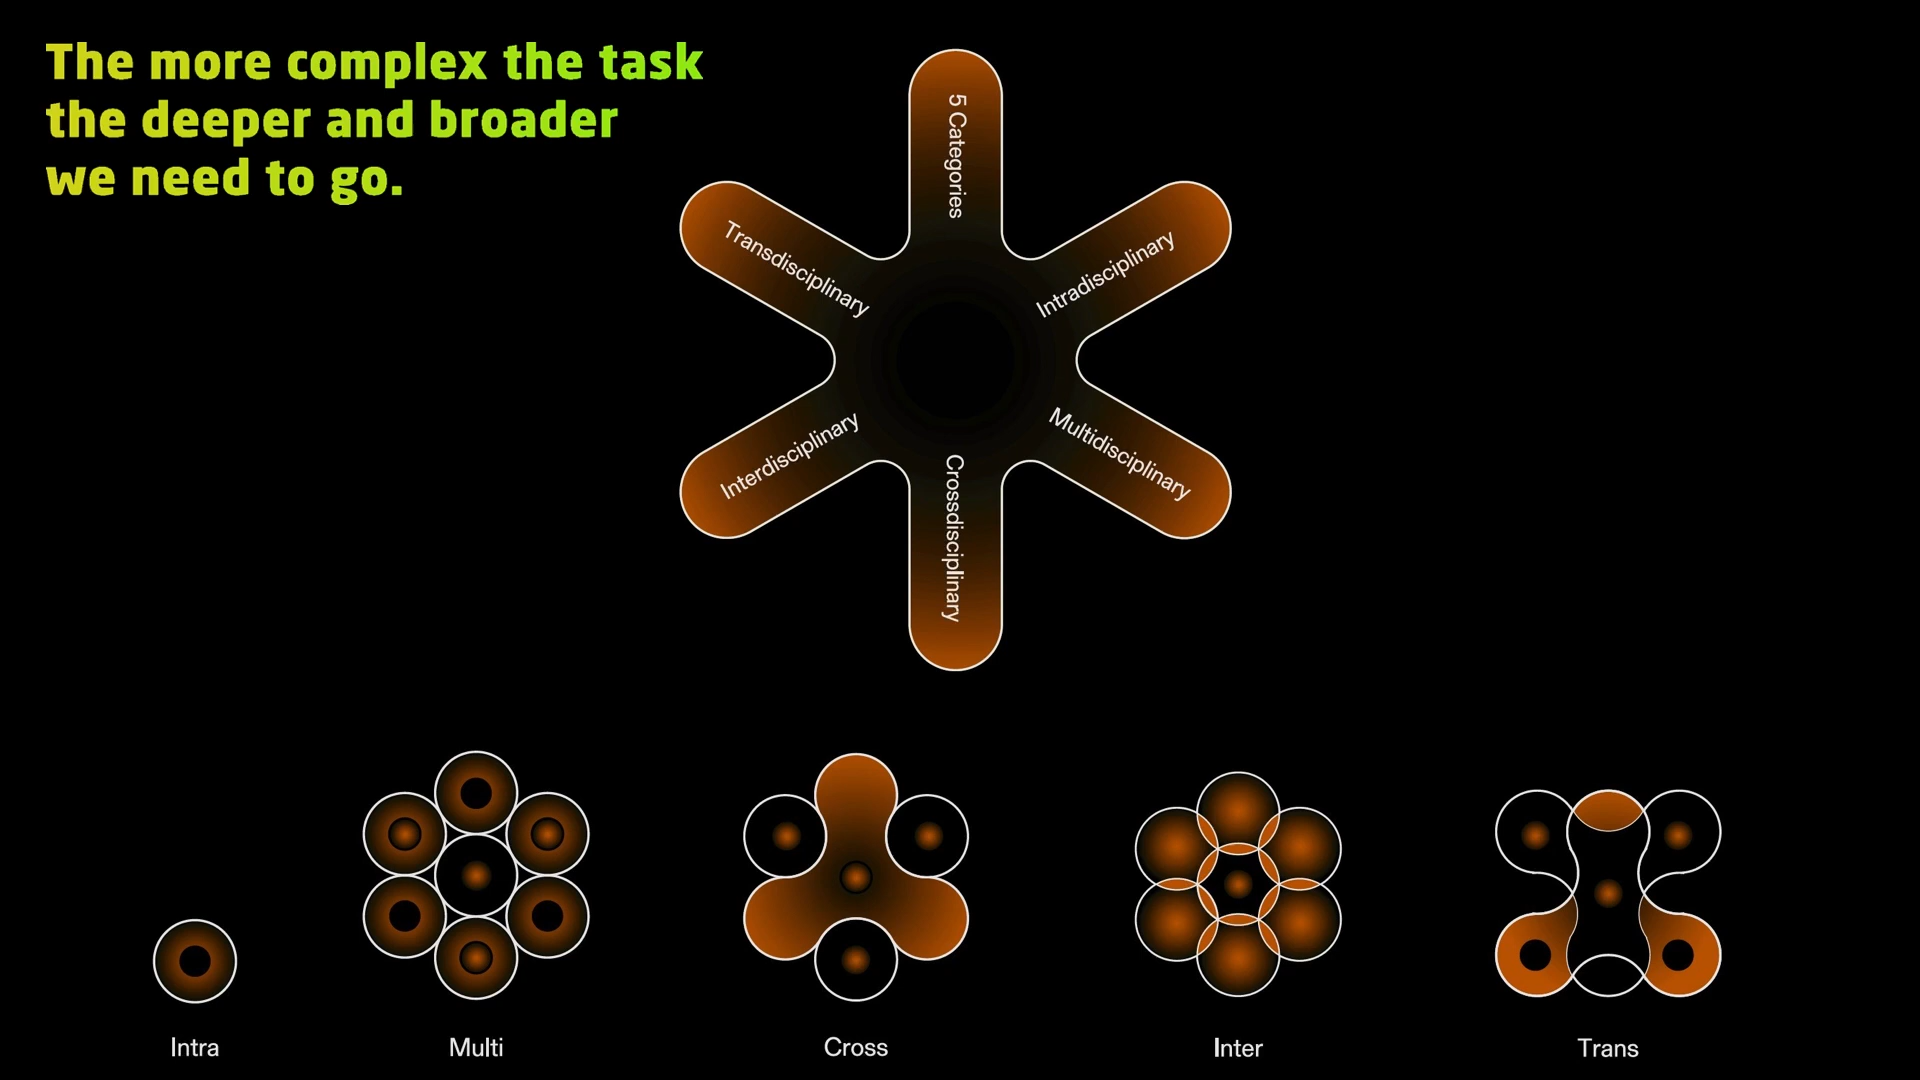 The more complex the task
the deeper and broader
we need to go.
5 Categories
Transdisciplinary
Intradisciplinary
Interdisciplinary
Multidisciplinary
Crossdisciplinary
Intra
Multi
Cross
Inter
Trans